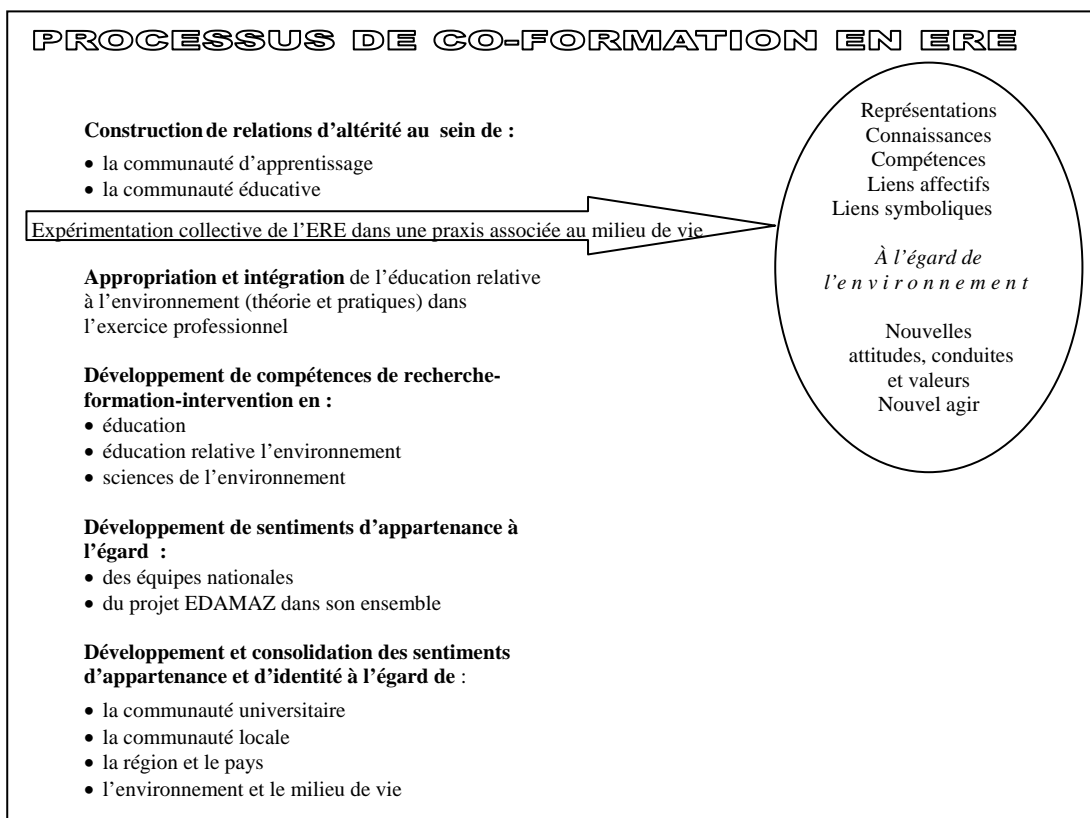 PROCESSUS DE CO-FORMATION EN ERE
Construction de relations d'altérité au sein de :
• la communauté d'apprentissage
• la communauté éducative
Expérimentation collective de l'ERE dans une praxis associée au milieu de vie
Appropriation et intégration de l'éducation relative
à l'environnement (théorie et pratiques) dans
l'exercice professionnel
Développement de compétences de recherche-
formation-intervention en :
• éducation
• éducation relative l'environnement
• sciences de l'environnement
Développement de sentiments d'appartenance à
l'égard :
• des équipes nationales
• du projet EDAMAZ dans son ensemble
Développement et consolidation des sentiments
d'appartenance et d'identité à l'égard de :
• la communauté universitaire
• la communauté locale
• la région et le pays
• l'environnement et le milieu de vie
Représentations
Connaissances
Compétences
Liens affectifs
Liens symboliques
À l'égard de
l'environnement
Nouvelles
attitudes, conduites
et valeurs
Nouvel agir